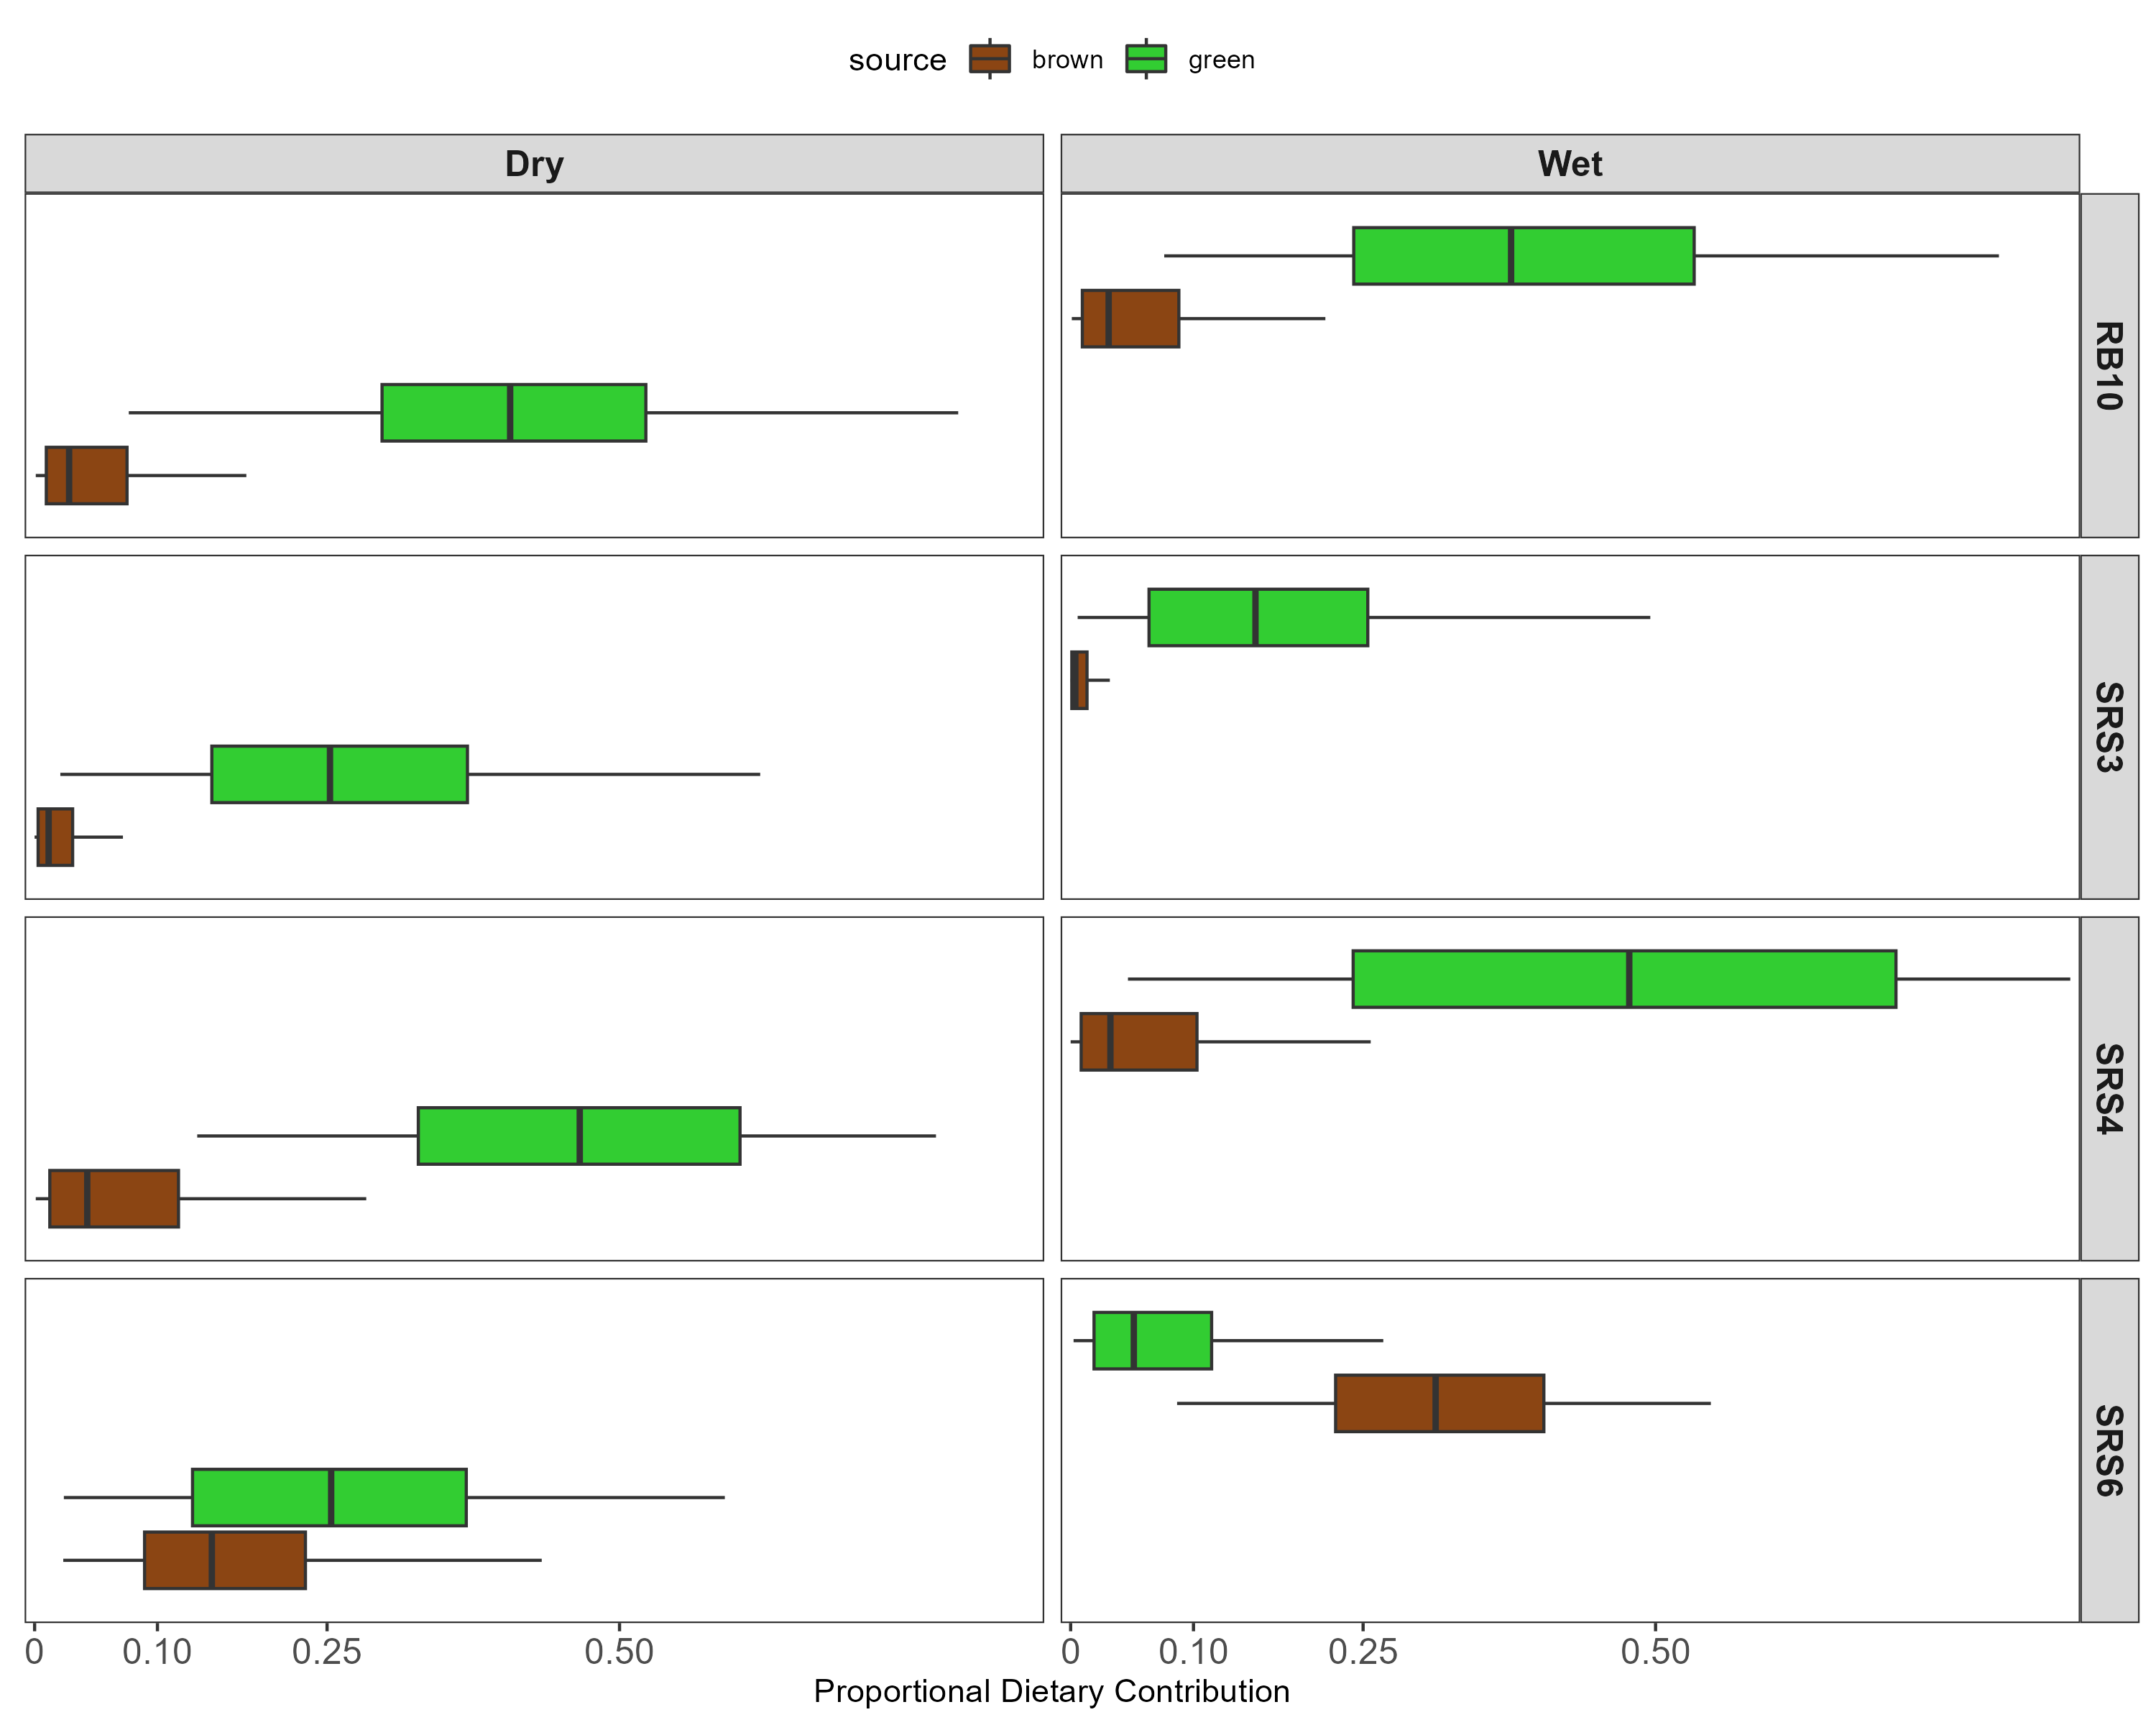 source brown green
Dry Wet
RB10
SRS3
SRS4
SRS6
0 0.10 0.25 0.50 0 0.10 0.25 0.50
Proportional Dietary Contribution